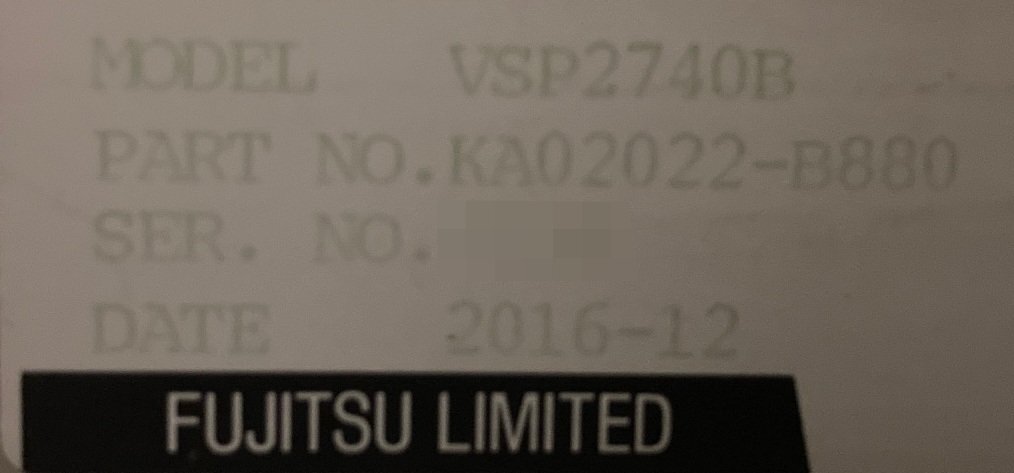 MODEL VSP2740B
PART NO.KA02022-B880
SER. NO.
DATE 2016-12
FUJITSU LIMITED